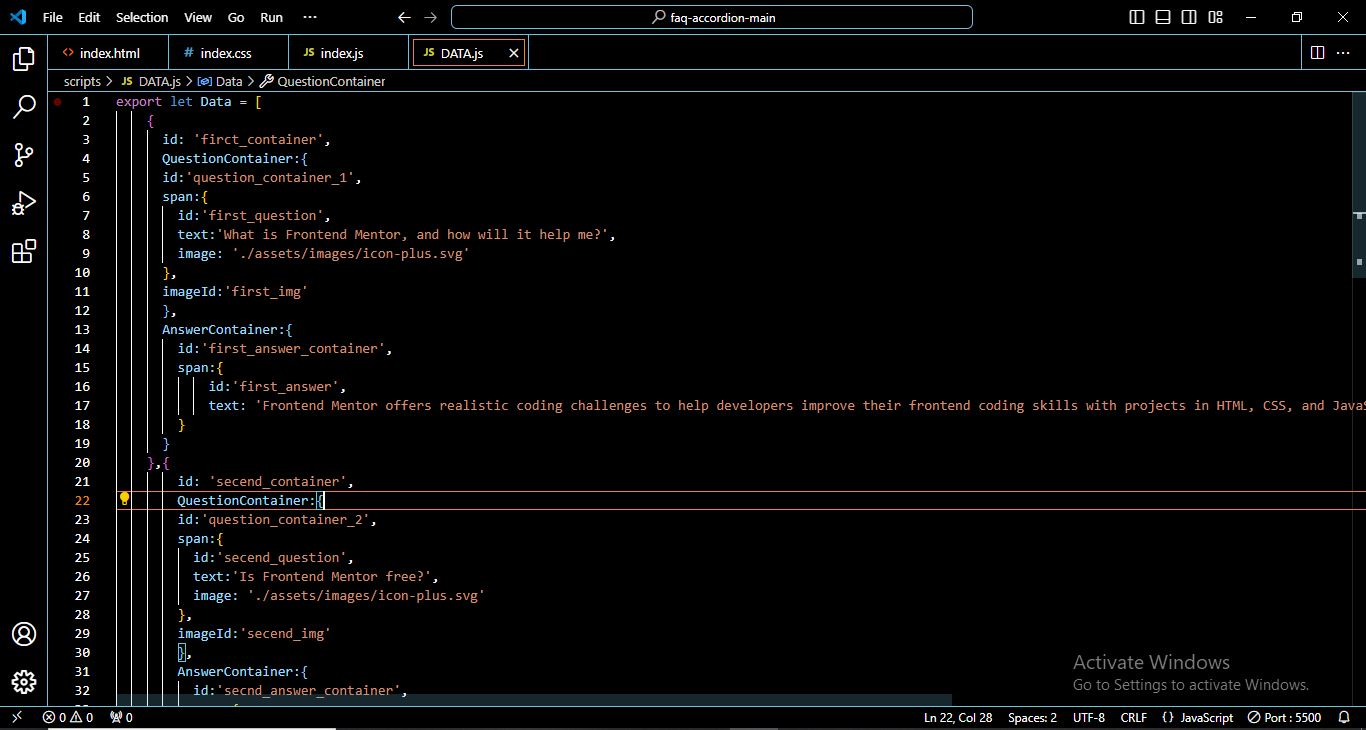 File Edit Selection View Go Run ··· faq-accordion-main
index.html # index.css JS index.js JS DATA.js
scripts > JS DATA.js > Data > QuestionContainer
1 export let Data = [
2 {
3 id: 'firct_container',
4 QuestionContainer:{
5 id:'question_container_1',
6 span:{
7 id:'first_question',
8 text:'What is Frontend Mentor, and how will it help me?',
9 image: './assets/images/icon-plus.svg'
10 },
11 imageId:'first_img'
12 },
13 AnswerContainer:{
14 id:'first_answer_container',
15 span:{
16 id:'first_answer',
17 text: 'Frontend Mentor offers realistic coding challenges to help developers improve their frontend coding skills with projects in HTML, CSS, and JavaS
18 }
19 }
20 },{
21 id: 'secend_container',
22 QuestionContainer:{
23 id:'question_container_2',
24 span:{
25 id:'secend_question',
26 text:'Is Frontend Mentor free?',
27 image: './assets/images/icon-plus.svg'
28 },
29 imageId:'secend_img'
30 },
31 AnswerContainer:{
32 id:'secnd_answer_container',
Activate Windows
Go to Settings to activate Windows.
0 0 0 Ln 22, Col 28 Spaces: 2 UTF-8 CRLF {} JavaScript Port : 5500